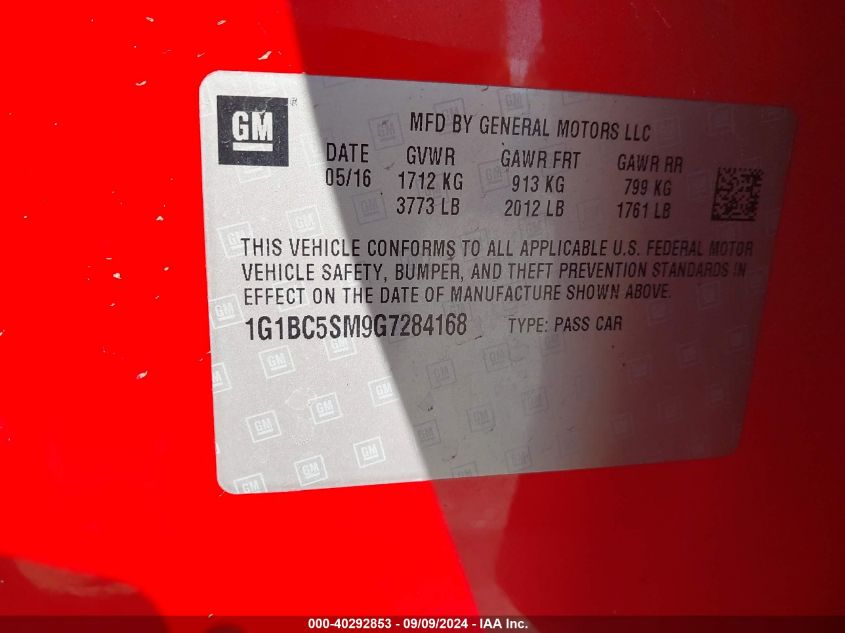 GM
MFD BY GENERAL MOTORS LLC
DATE GVWR GAWR FRT GAWR RR
05/16 1712 KG 913 KG 799 KG
3773 LB 2012 LB 1761 LB
THIS VEHICLE CONFORMS TO ALL APPLICABLE U.S. FEDERAL MOTOR
VEHICLE SAFETY, BUMPER, AND THEFT PREVENTION STANDARDS IN
EFFECT ON THE DATE OF MANUFACTURE SHOWN ABOVE.
1G1BC5SM9G7284168 TYPE: PASS CAR
000-40292853 - 09/09/2024 - IAA Inc.